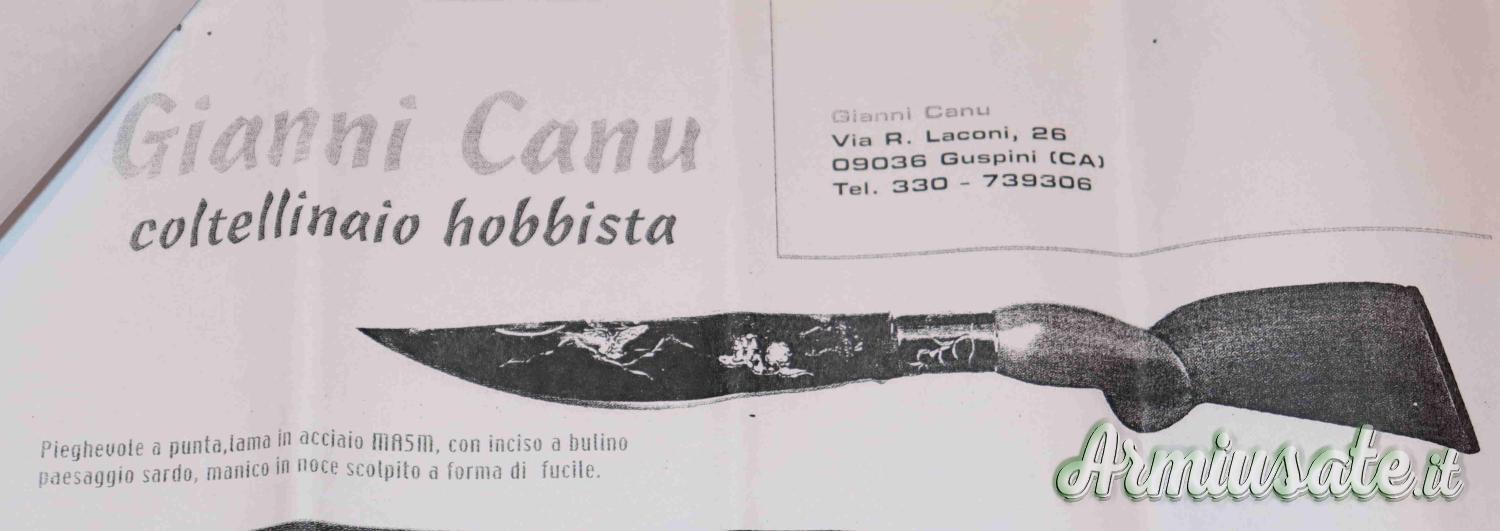 Gianni Canu
coltellinaio hobbista
Gianni Canu
Via R. Laconi, 26
09036 Guspini (CA)
Tel. 330 - 739306
Pieghevole a punta,lama in acciaio MA5M, con inciso a bulino
paesaggio sardo, manico in noce scolpito a forma di fucile.
Armiusate.it